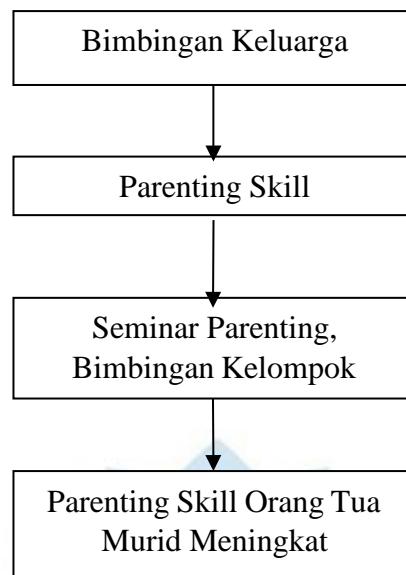 Bimbingan Keluarga
Parenting Skill
Seminar Parenting,
Bimbingan Kelompok
Parenting Skill Orang Tua
Murid Meningkat